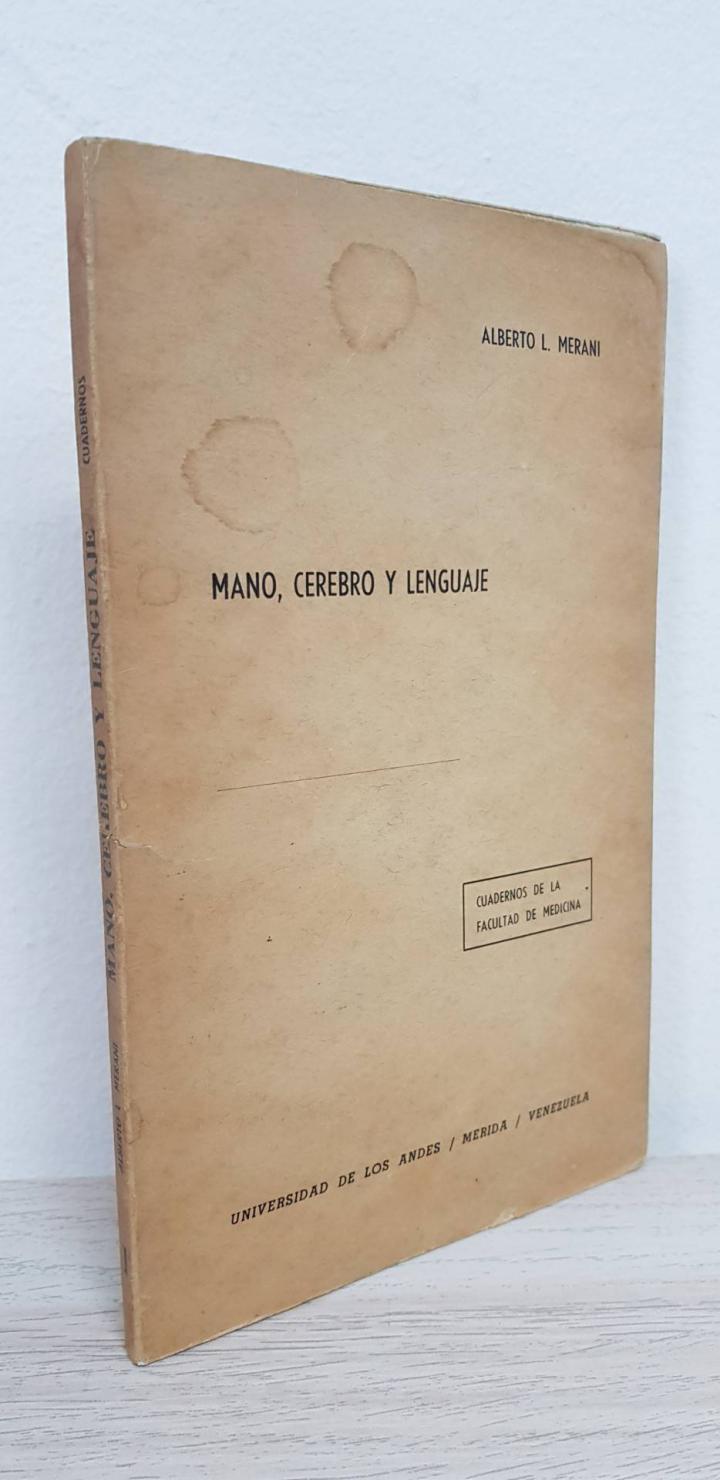 ALBERTO L. MERANI
MANO, CEREBRO Y LENGUAJE
CUADERNOS DE LA
FACULTAD DE MEDICINA
UNIVERSIDAD DE LOS ANDES / MERIDA / VENEZUELA
ALBERTO L MERANI
MANO, CEREBRO Y LENGUAJE
CUADERNOS